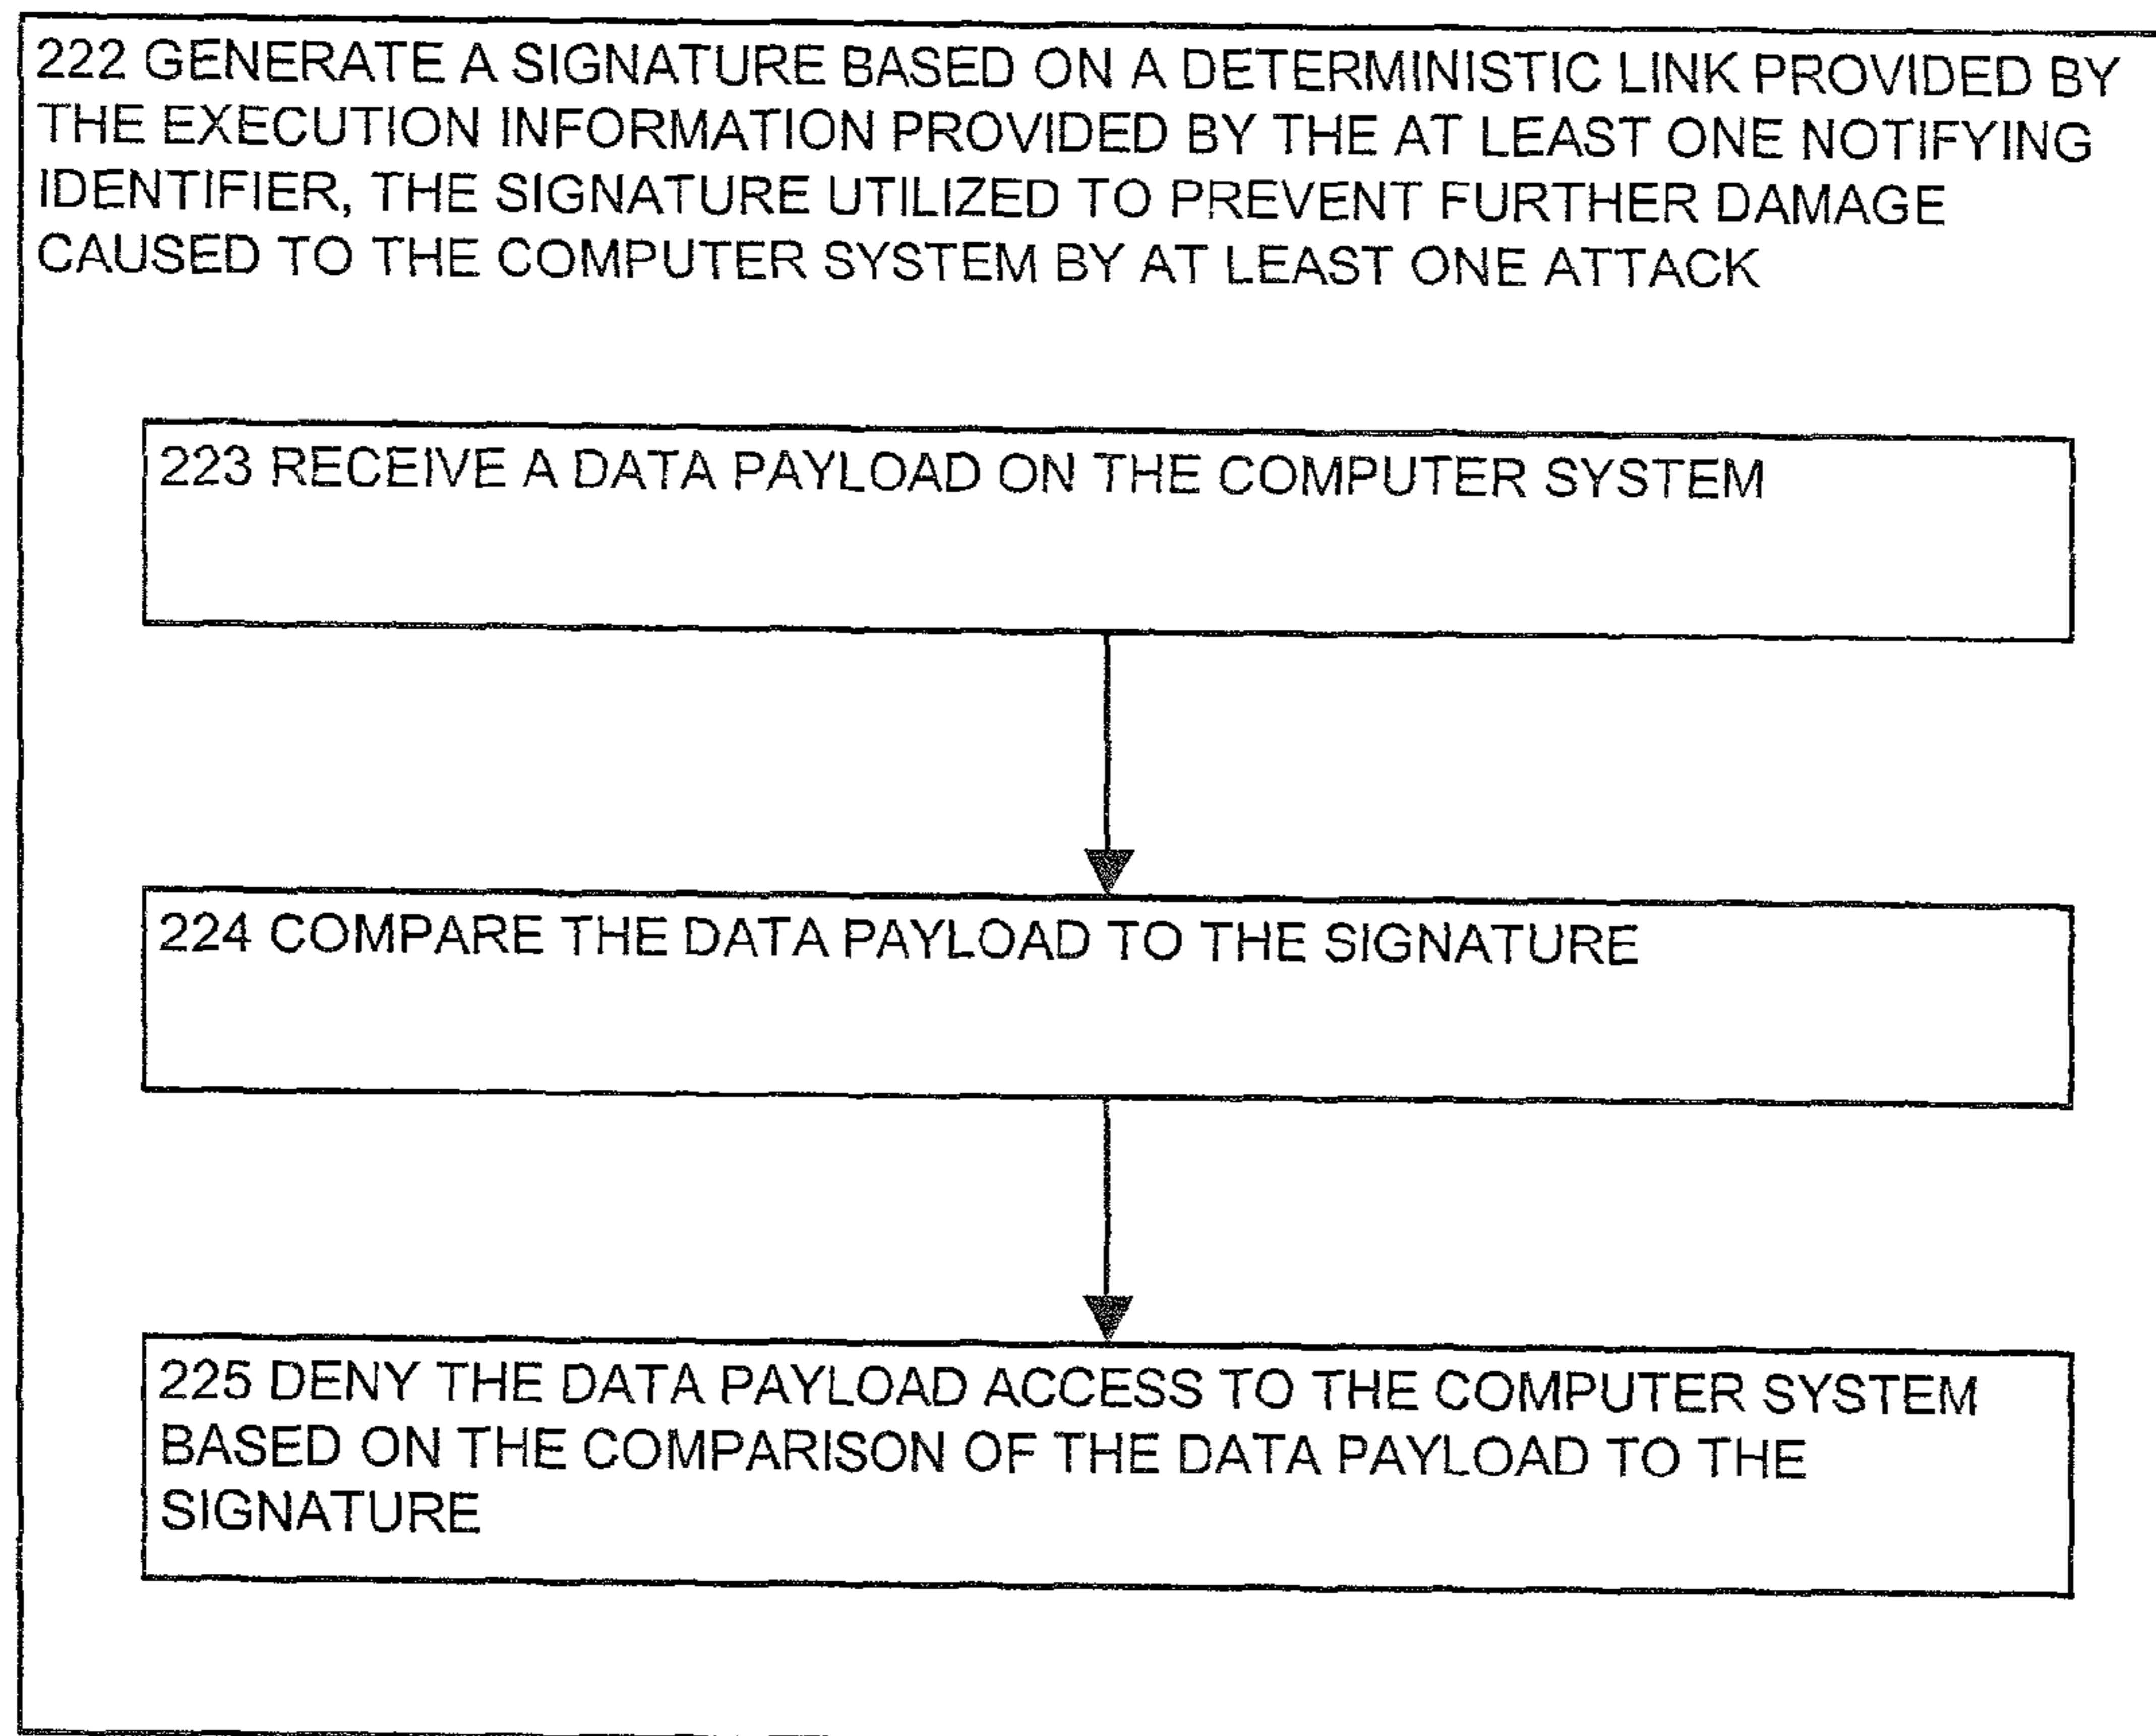 222 GENERATE A SIGNATURE BASED ON A DETERMINISTIC LINK PROVIDED BY
THE EXECUTION INFORMATION PROVIDED BY THE AT LEAST ONE NOTIFYING
IDENTIFIER, THE SIGNATURE UTILIZED TO PREVENT FURTHER DAMAGE
CAUSED TO THE COMPUTER SYSTEM BY AT LEAST ONE ATTACK
223 RECEIVE A DATA PAYLOAD ON THE COMPUTER SYSTEM
224 COMPARE THE DATA PAYLOAD TO THE SIGNATURE
225 DENY THE DATA PAYLOAD ACCESS TO THE COMPUTER SYSTEM
BASED ON THE COMPARISON OF THE DATA PAYLOAD TO THE
SIGNATURE